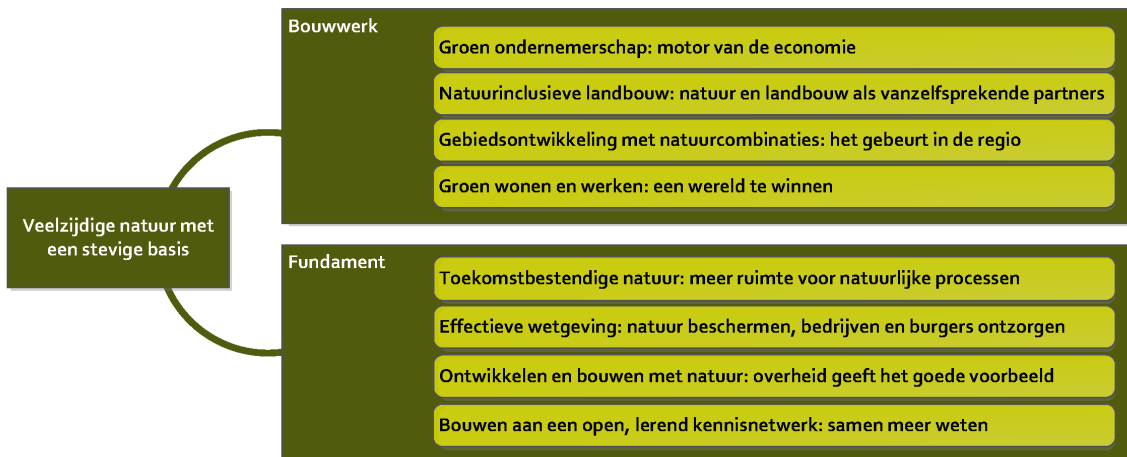 Veelzijdige natuur met
een stevige basis
Bouwwerk
Groen ondernemerschap: motor van de economie
Natuurinclusieve landbouw: natuur en landbouw als vanzelfsprekende partners
Gebiedsontwikkeling met natuurcombinaties: het gebeurt in de regio
Groen wonen en werken: een wereld te winnen
Fundament
Toekomstbestendige natuur: meer ruimte voor natuurlijke processen
Effectieve wetgeving: natuur beschermen, bedrijven en burgers ontzorgen
Ontwikkelen en bouwen met natuur: overheid geeft het goede voorbeeld
Bouwen aan een open, lerend kennisnetwerk: samen meer weten